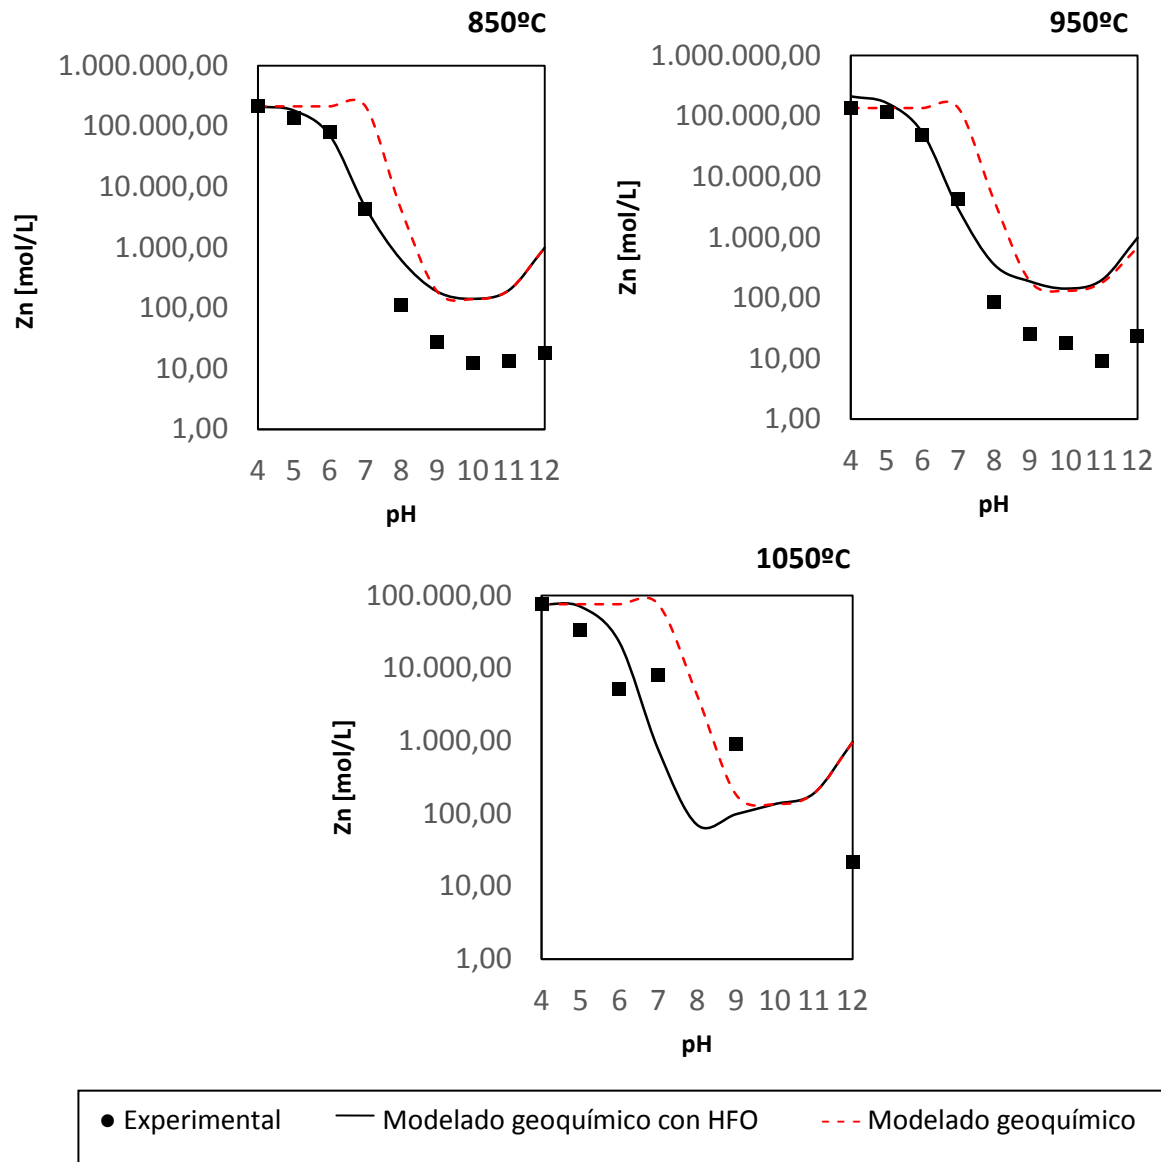 850ºC
1.000.000,00
100.000,00
10.000,00
1.000,00
100,00
10,00
1,00
Zn [mol/L]
4 5 6 7 8 9 10 11 12
pH
950ºC
1.000.000,00
100.000,00
10.000,00
1.000,00
100,00
10,00
1,00
Zn [mol/L]
4 5 6 7 8 9 10 11 12
pH
1050ºC
100.000,00
10.000,00
1.000,00
100,00
10,00
1,00
Zn [mol/L]
4 5 6 7 8 9 10 11 12
pH
Experimental Modelado geoquímico con HFO Modelado geoquímico